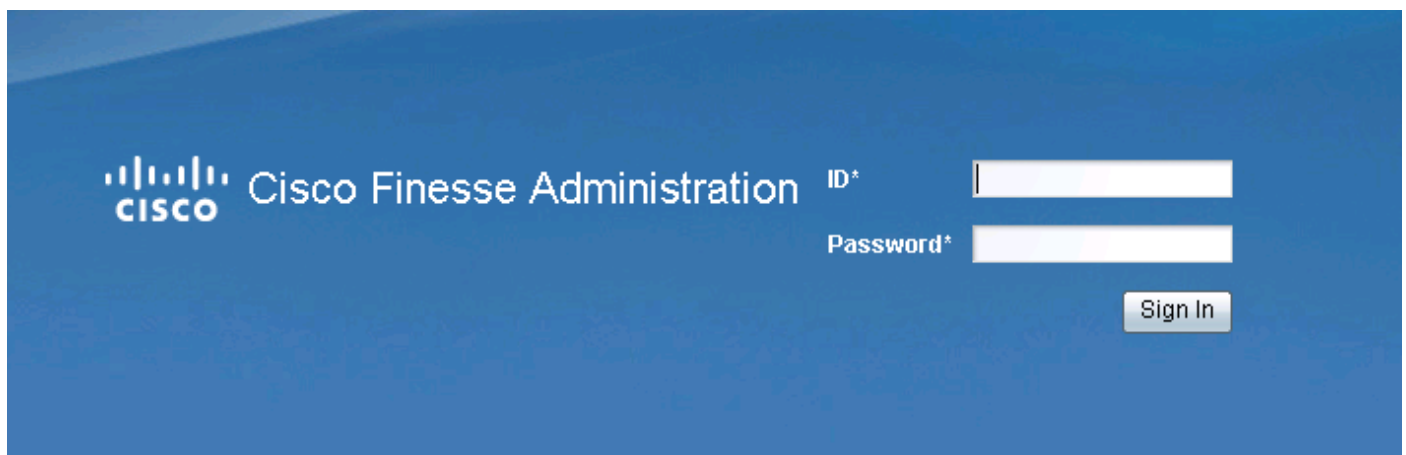 CISCO
Cisco Finesse Administration
ID*
Password*
Sign In